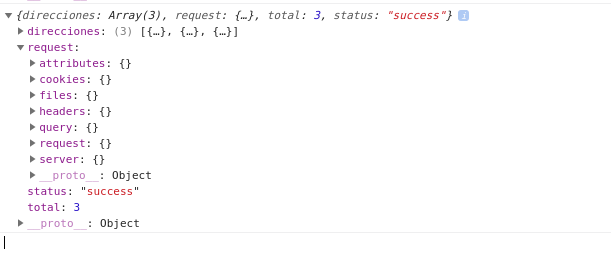 {direcciones: Array(3), request: {…}, total: 3, status: "success"} i
direcciones: (3) [{…}, {…}, {…}]
request:
attributes: {}
cookies: {}
files: {}
headers: {}
query: {}
request: {}
server: {}
__proto__: Object
status: "success"
total: 3
__proto__: Object